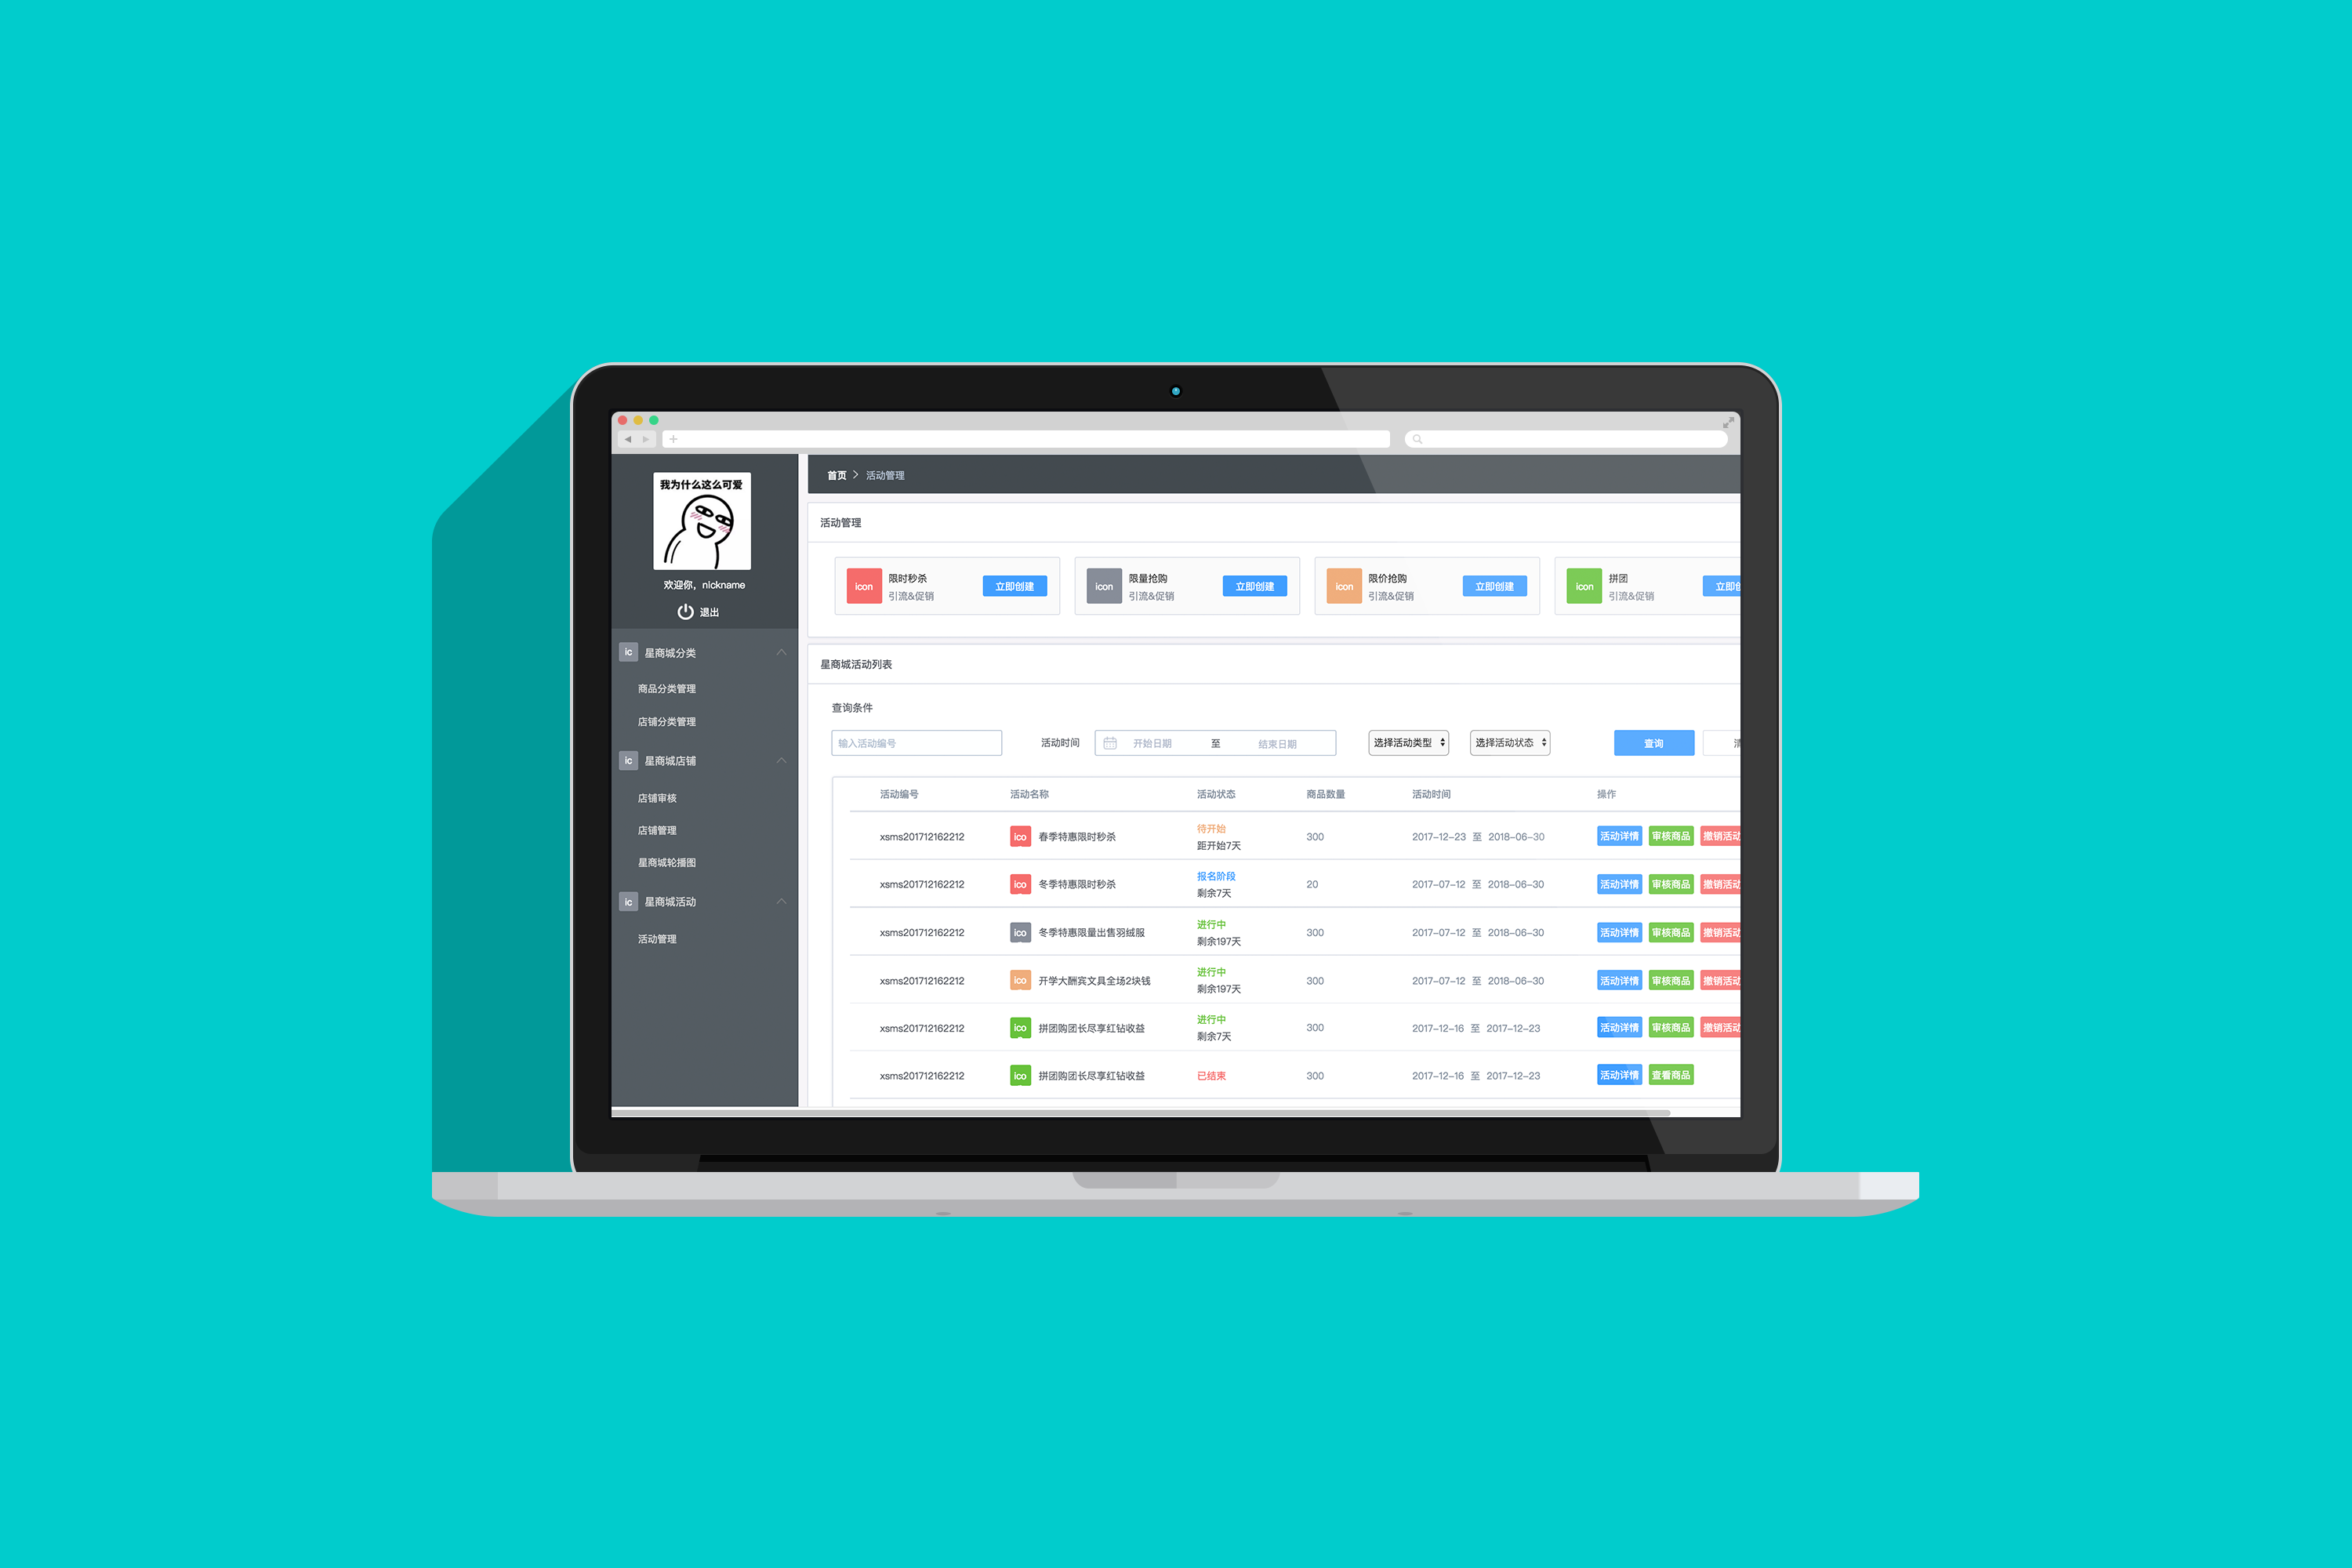 我为什么这么可爱
欢迎你，nickname
退出
ic 星商城分类
商品分类管理
店铺分类管理
ic 星商城店铺
店铺审核
店铺管理
星商城轮播图
ic 星商城活动
活动管理
首页 > 活动管理
活动管理
icon 限时秒杀 引流&促销 立即创建
icon 限量抢购 引流&促销 立即创建
icon 限价抢购 引流&促销 立即创建
icon 拼团 引流&促销 立即
星商城活动列表
查询条件
输入活动编号 活动时间 开始日期 至 结束日期 选择活动类型 选择活动状态 查询
活动编号 活动名称 活动状态 商品数量 活动时间 操作
xsms201712162212 ico 春季特惠限时秒杀 待开始 距开始7天 300 2017-12-23 至 2018-06-30 活动详情 审核商品 撤销活动
xsms201712162212 ico 冬季特惠限时秒杀 报名阶段 剩余7天 20 2017-07-12 至 2018-06-30 活动详情 审核商品 撤销活动
xsms201712162212 ico 冬季特惠限量出售羽绒服 进行中 剩余197天 300 2017-07-12 至 2018-06-30 活动详情 审核商品 撤销活动
xsms201712162212 ico 开学大酬宾文具全场2块钱 进行中 剩余197天 300 2017-07-12 至 2018-06-30 活动详情 审核商品 撤销活动
xsms201712162212 ico 拼团购团长尽享红钻收益 进行中 剩余7天 300 2017-12-16 至 2017-12-23 活动详情 审核商品 撤销活动
xsms201712162212 ico 拼团购团长尽享红钻收益 已结束 300 2017-12-16 至 2017-12-23 活动详情 查看商品